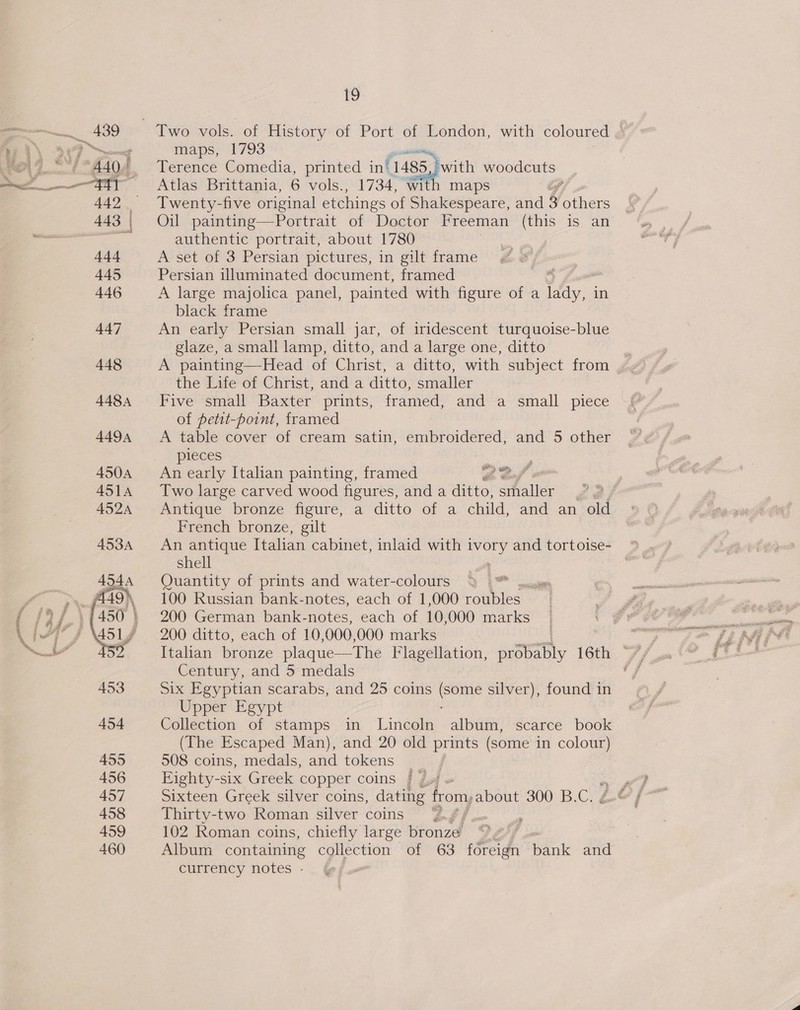 19
439 Two vols. of History of Port of London, with coloured
maps, 1793
440 Terence Comedia, printed in 1485, with woodcuts
441 Atlas Brittania, 6 vols., 1734, with maps
442 Twenty-five original etchings of Shakespeare, and 3 others
443 Oil painting—Portrait of Doctor Freeman (this is an
authentic portrait, about 1780
444 A set of 3 Persian pictures, in gilt frame
445 Persian illuminated document, framed
446 A large majolica panel, painted with figure of a lady, in
black frame
447 An early Persian small jar, of iridescent turquoise-blue
glaze, a small lamp, ditto, and a large one, ditto
448 A painting—Head of Christ, a ditto, with subject from
the Life of Christ, and a ditto, smaller
448A Five small Baxter prints, framed, and a small piece
of petit-point, framed
449A A table cover of cream satin, embroidered, and 5 other
pieces
450A An early Italian painting, framed
451A Two large carved wood figures, and a ditto, smaller
452A Antique bronze figure, a ditto of a child, and an old
French bronze, gilt
453A An antique Italian cabinet, inlaid with ivory and tortoise-
shell
454A Quantity of prints and water-colours
449 100 Russian bank-notes, each of 1,000 roubles
450 200 German bank-notes, each of 10,000 marks
451 200 ditto, each of 10,000,000 marks
452 Italian bronze plaque—The Flagellation, probably 16th
Century, and 5 medals
453 Six Egyptian scarabs, and 25 coins (some silver), found in
Upper Egypt
454 Collection of stamps in Lincoln album, scarce book
(The Escaped Man), and 20 old prints (some in colour)
455 508 coins, medals, and tokens
456 Eighty-six Greek copper coins
457 Sixteen Greek silver coins, dating from about 300 B.C.
458 Thirty-two Roman silver coins
459 102 Roman coins, chiefly large bronze
460 Album containing collection of 63 foreign bank and
currency notes